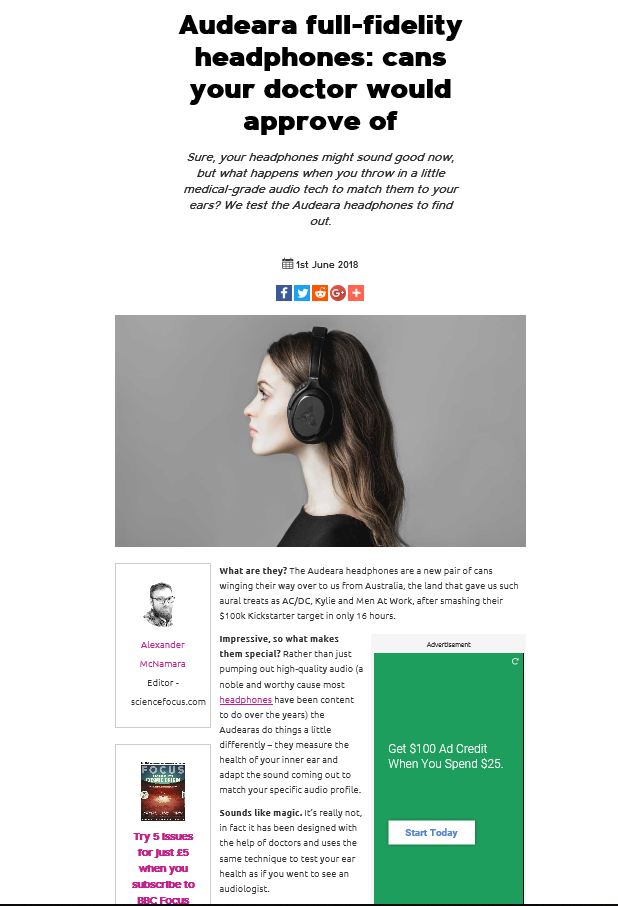 Audeara full-fidelity
headphones: cans
your doctor would
approve of
Sure, your headphones might sound good now,
but what happens when you throw in a little
medical-grade audio tech to match them to your
ears? We test the Audeara headphones to find
out.
1st June 2018
What are they? The Audeara headphones are a new pair of cans
winging their way over to us from Australia, the land that gave us such
aural treats as AC/DC, Kylie and Men At Work, after smashing their
$100k Kickstarter target in only 16 hours.
Alexander
McNamara
Editor -
sciencefocus.com
Impressive, so what makes
them special? Rather than just
pumping out high-quality audio (a
noble and worthy cause most
headphones have been content
to do over the years) the
Audearas do things a little
differently – they measure the
health of your inner ear and
adapt the sound coming out to
match your specific audio profile.
Sounds like magic. It's really not,
in fact it has been designed with
the help of doctors and uses the
same technique to test your ear
health as if you went to see an
audiologist.
Advertisement
Get $100 Ad Credit
When You Spend $25.
Start Today
FOCUS
Try 5 issues
for just £5
when you
subscribe to
BBC Focus